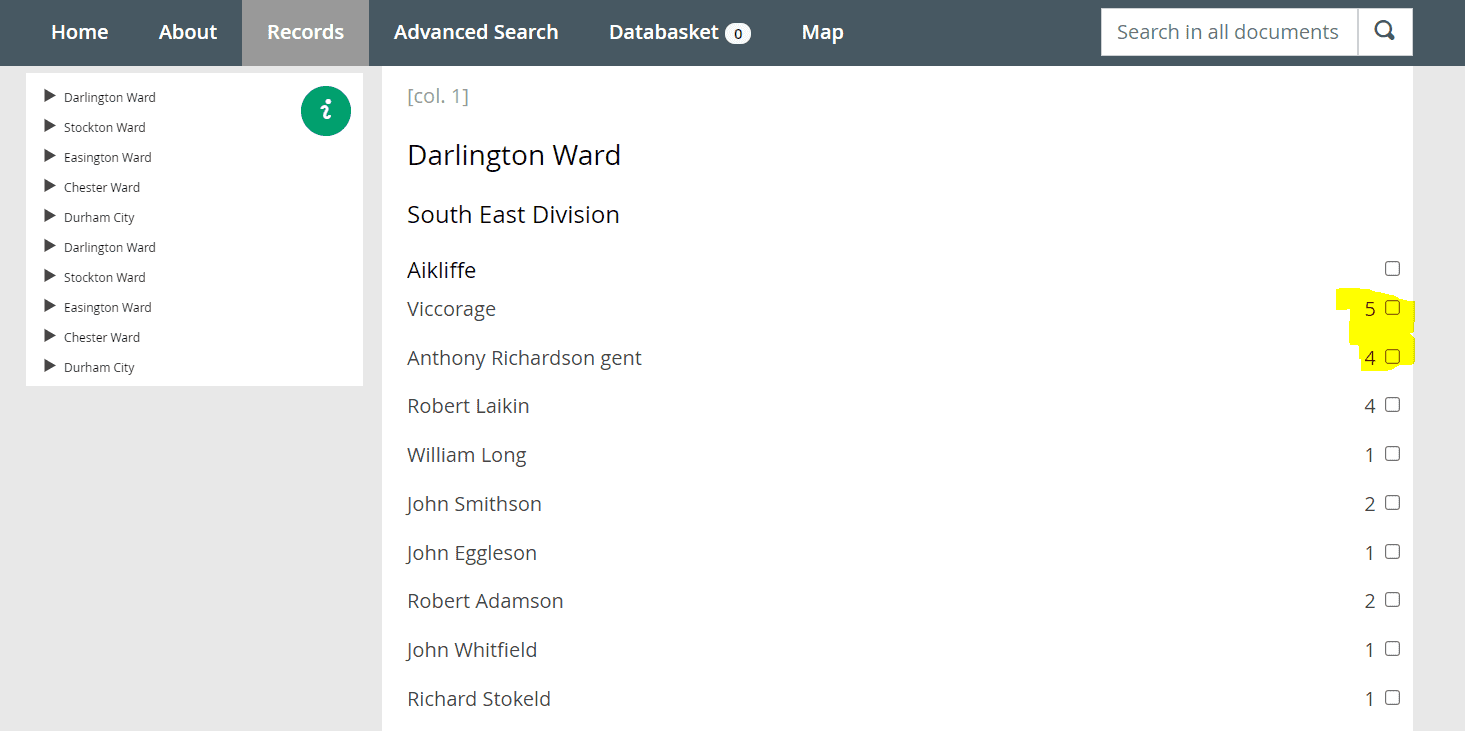 Home About Records Advanced Search Databasket 0 Map Search in all documents
Darlington Ward
Stockton Ward
Easington Ward
Chester Ward
Durham City
Darlington Ward
Stockton Ward
Easington Ward
Chester Ward
Durham City
i
[col. 1]
Darlington Ward
South East Division
Aikliffe
Viccorage 5
Anthony Richardson gent 4
Robert Laikin 4
William Long 1
John Smithson 2
John Eggleson 1
Robert Adamson 2
John Whitfield 1
Richard Stokeld 1